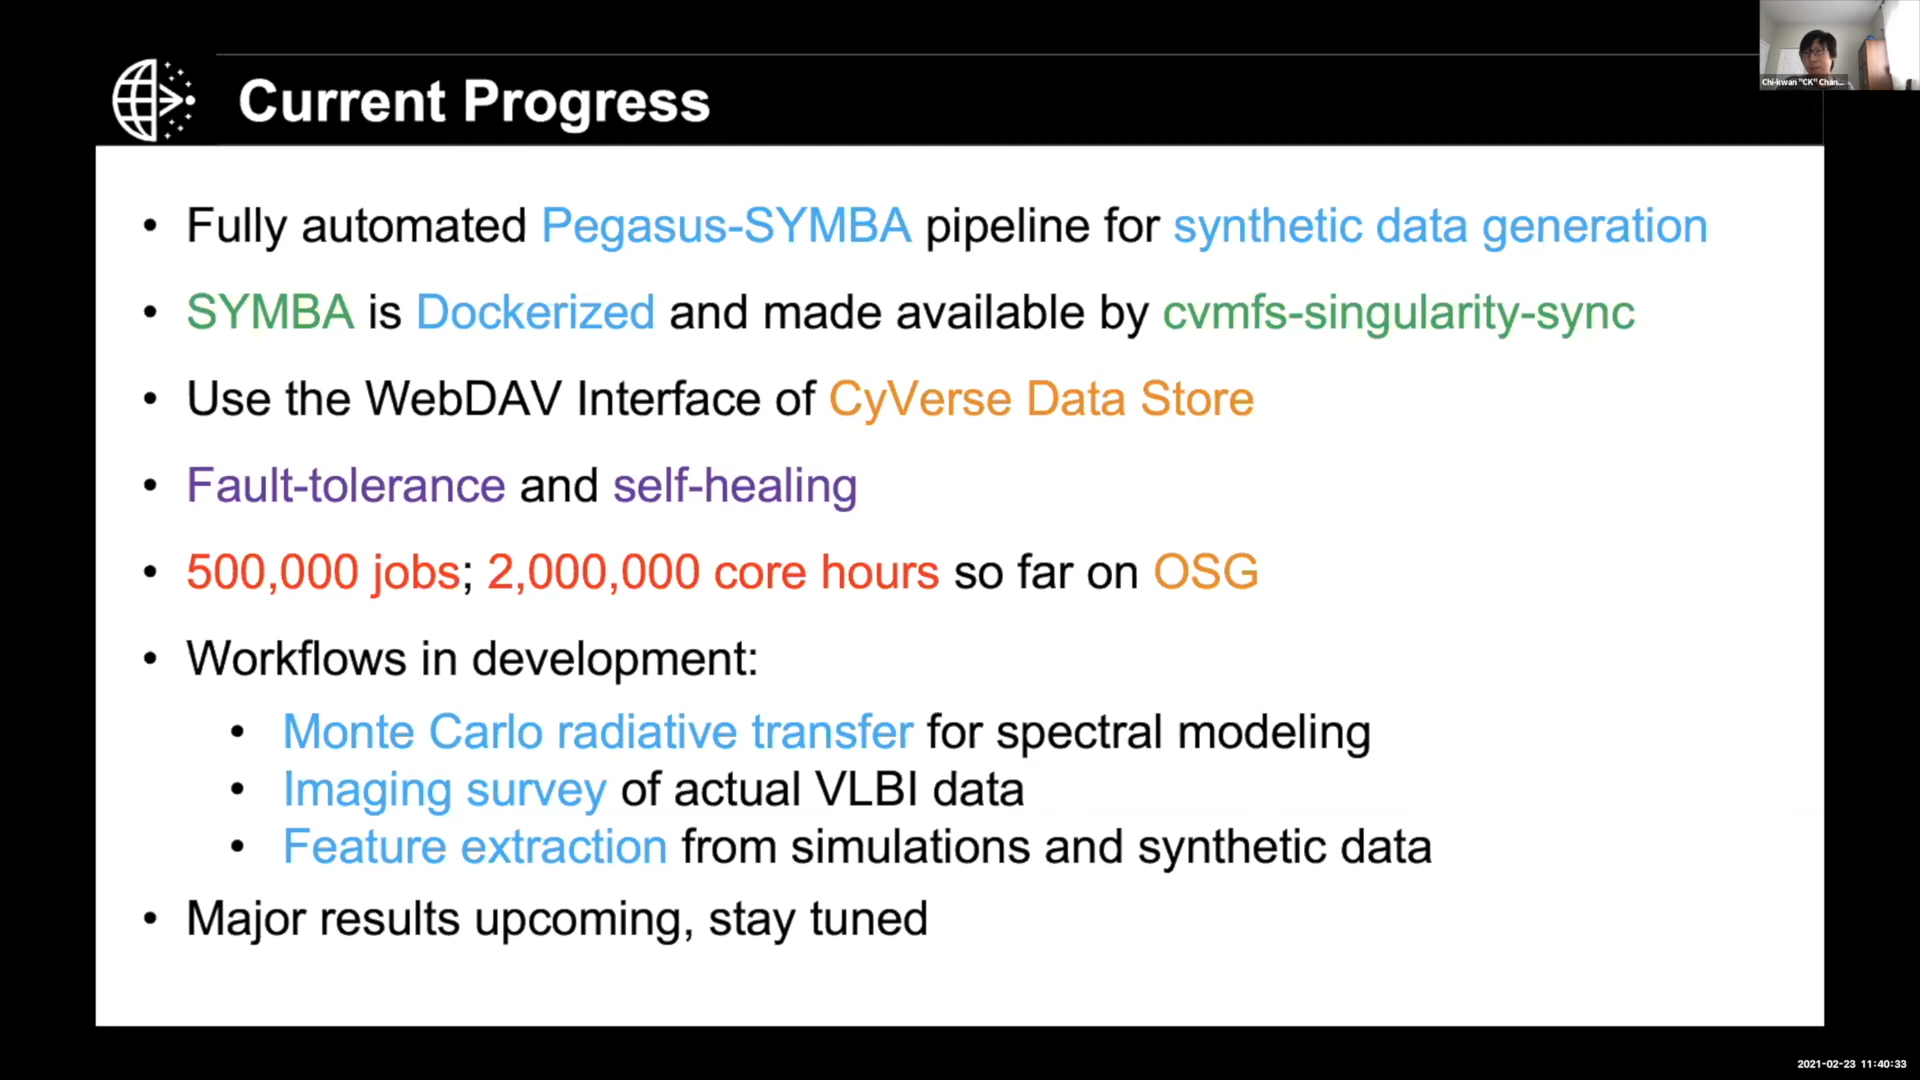 Chi-kwan "CK" Chan...
Current Progress
• Fully automated Pegasus-SYMBA pipeline for synthetic data generation
• SYMBA is Dockerized and made available by cvmfs-singularity-sync
• Use the WebDAV Interface of CyVerse Data Store
• Fault-tolerance and self-healing
• 500,000 jobs; 2,000,000 core hours so far on OSG
• Workflows in development:
• Monte Carlo radiative transfer for spectral modeling
• Imaging survey of actual VLBI data
• Feature extraction from simulations and synthetic data
• Major results upcoming, stay tuned
2021-02-23 11:40:33